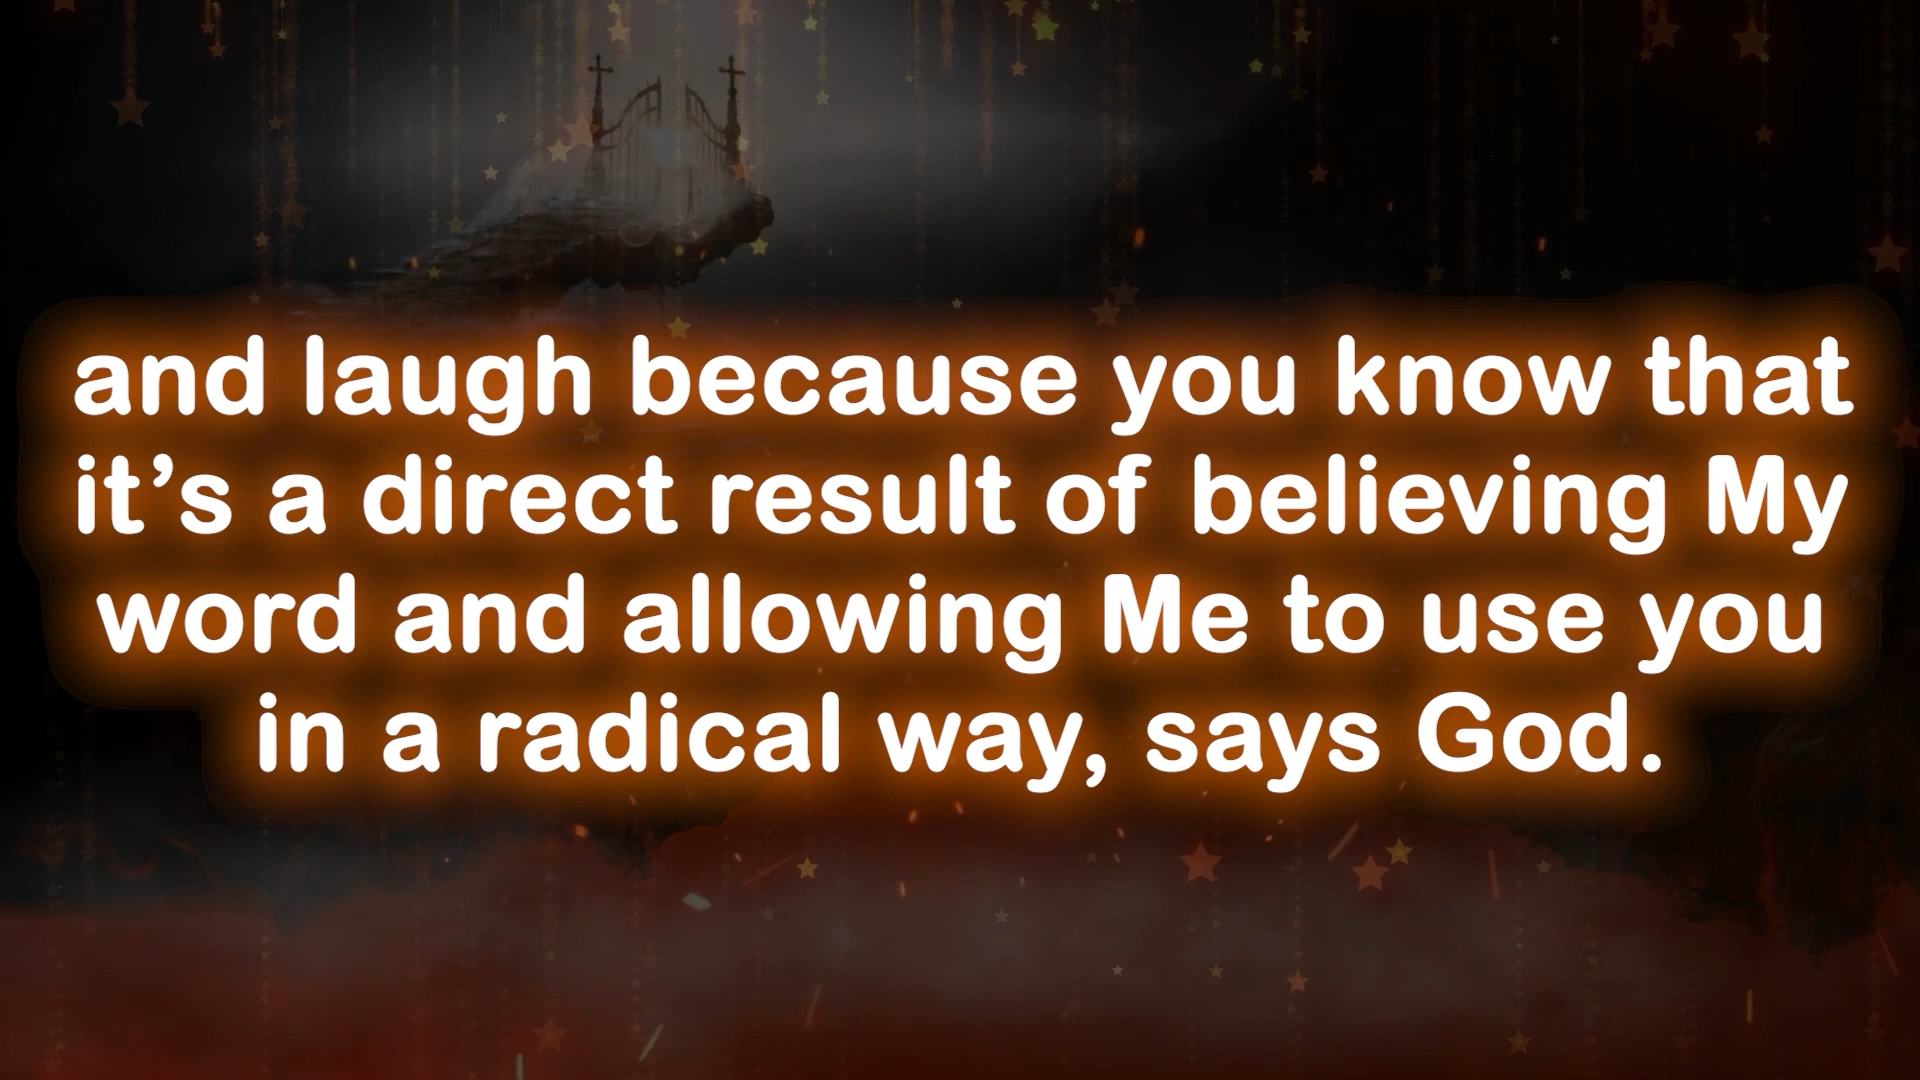 and laugh because you know that
it’s a direct result of believing My
word and allowing Me to use you
in a radical way, says God.